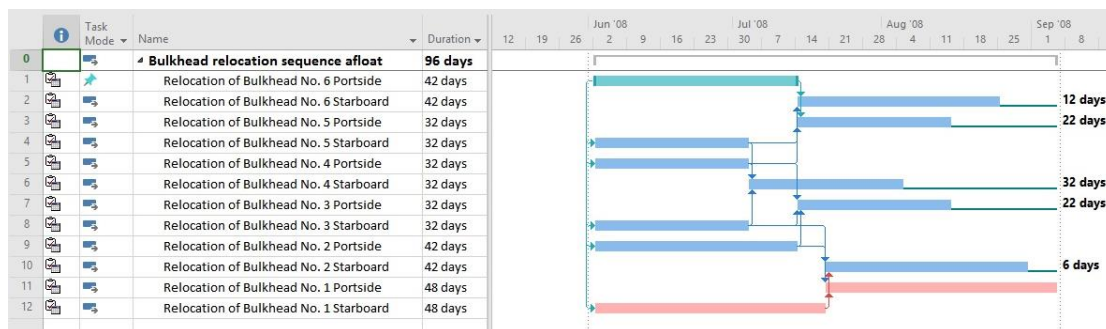 Jun '08 Jul '08 Aug '08 Sep '08
Task Mode Name Duration 12 19 26 2 9 16 23 30 7 14 21 28 4 11 18 25 1 8
0 Bulkhead relocation sequence afloat 96 days
1 Relocation of Bulkhead No. 6 Portside 42 days
2 Relocation of Bulkhead No. 6 Starboard 42 days 12 days
3 Relocation of Bulkhead No. 5 Portside 32 days 22 days
4 Relocation of Bulkhead No. 5 Starboard 32 days
5 Relocation of Bulkhead No. 4 Portside 32 days
6 Relocation of Bulkhead No. 4 Starboard 32 days 32 days
7 Relocation of Bulkhead No. 3 Portside 32 days 22 days
8 Relocation of Bulkhead No. 3 Starboard 32 days
9 Relocation of Bulkhead No. 2 Portside 42 days
10 Relocation of Bulkhead No. 2 Starboard 42 days 6 days
11 Relocation of Bulkhead No. 1 Portside 48 days
12 Relocation of Bulkhead No. 1 Starboard 48 days